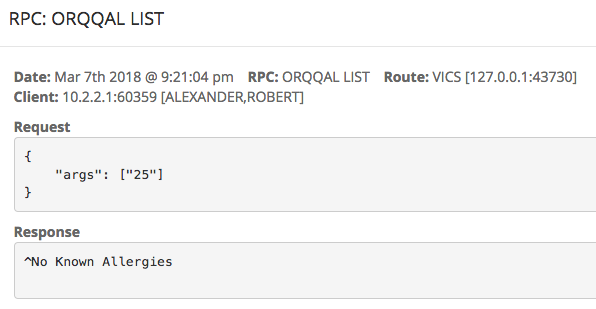 RPC: ORQQAL LIST
Date: Mar 7th 2018 @ 9:21:04 pm RPC: ORQQAL LIST Route: VICS [127.0.0.1:43730]
Client: 10.2.2.1:60359 [ALEXANDER,ROBERT]
Request
{
    "args": ["25"]
}
Response
^No Known Allergies